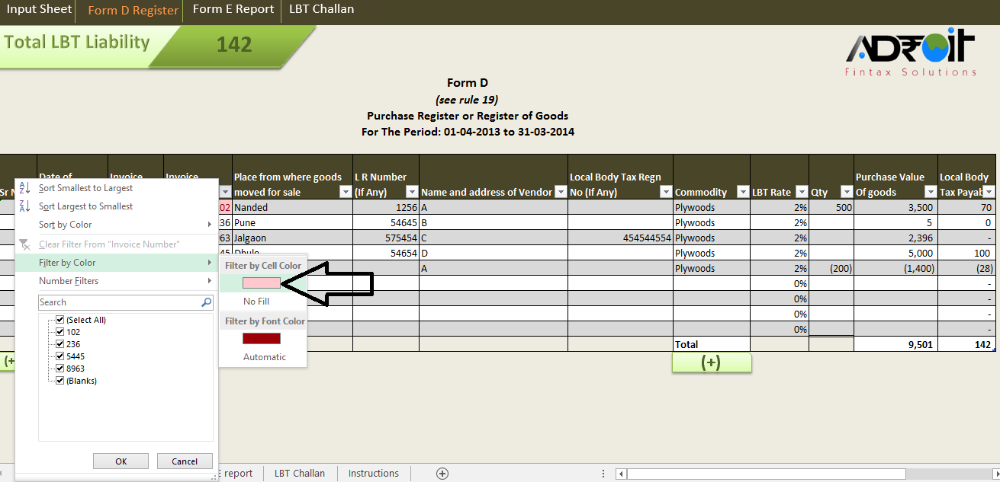 Input Sheet Form D Register Form E Report LBT Challan
Total LBT Liability 142
ADROIT
Fintax Solutions
Form D
(see rule 19)
Purchase Register or Register of Goods
For The Period: 01-04-2013 to 31-03-2014
Date of Invoice Invoice Place from where goods L R Number Local Body Tax Regn Purchase Value Local Body
Sr moved for sale (If Any) Name and address of Vendor No (If Any) Commodity LBT Rate Qty Of goods Tax Payab
02 Nanded 1256 A Plywoods 2% 500 3,500 70
36 Pune 54645 B Plywoods 2% 5 0
63 Jalgaon 575454 C 454544554 Plywoods 2% 2,396 -
45 Dhule 54654 D Plywoods 2% 5,000 100
A Plywoods 2% (200) (1,400) (28)
0% -
0% -
0% -
0% -
Total 9,501 142
(+
(+)
Sort Smallest to Largest
Sort Largest to Smallest
Sort by Color
Clear Filter From "Invoice Number"
Filter by Color
Number Filters
Search
(Select All)
102
236
5445
8963
(Blanks)
OK Cancel
Filter by Cell Color
No Fill
Filter by Font Color
Automatic
E report LBT Challan Instructions